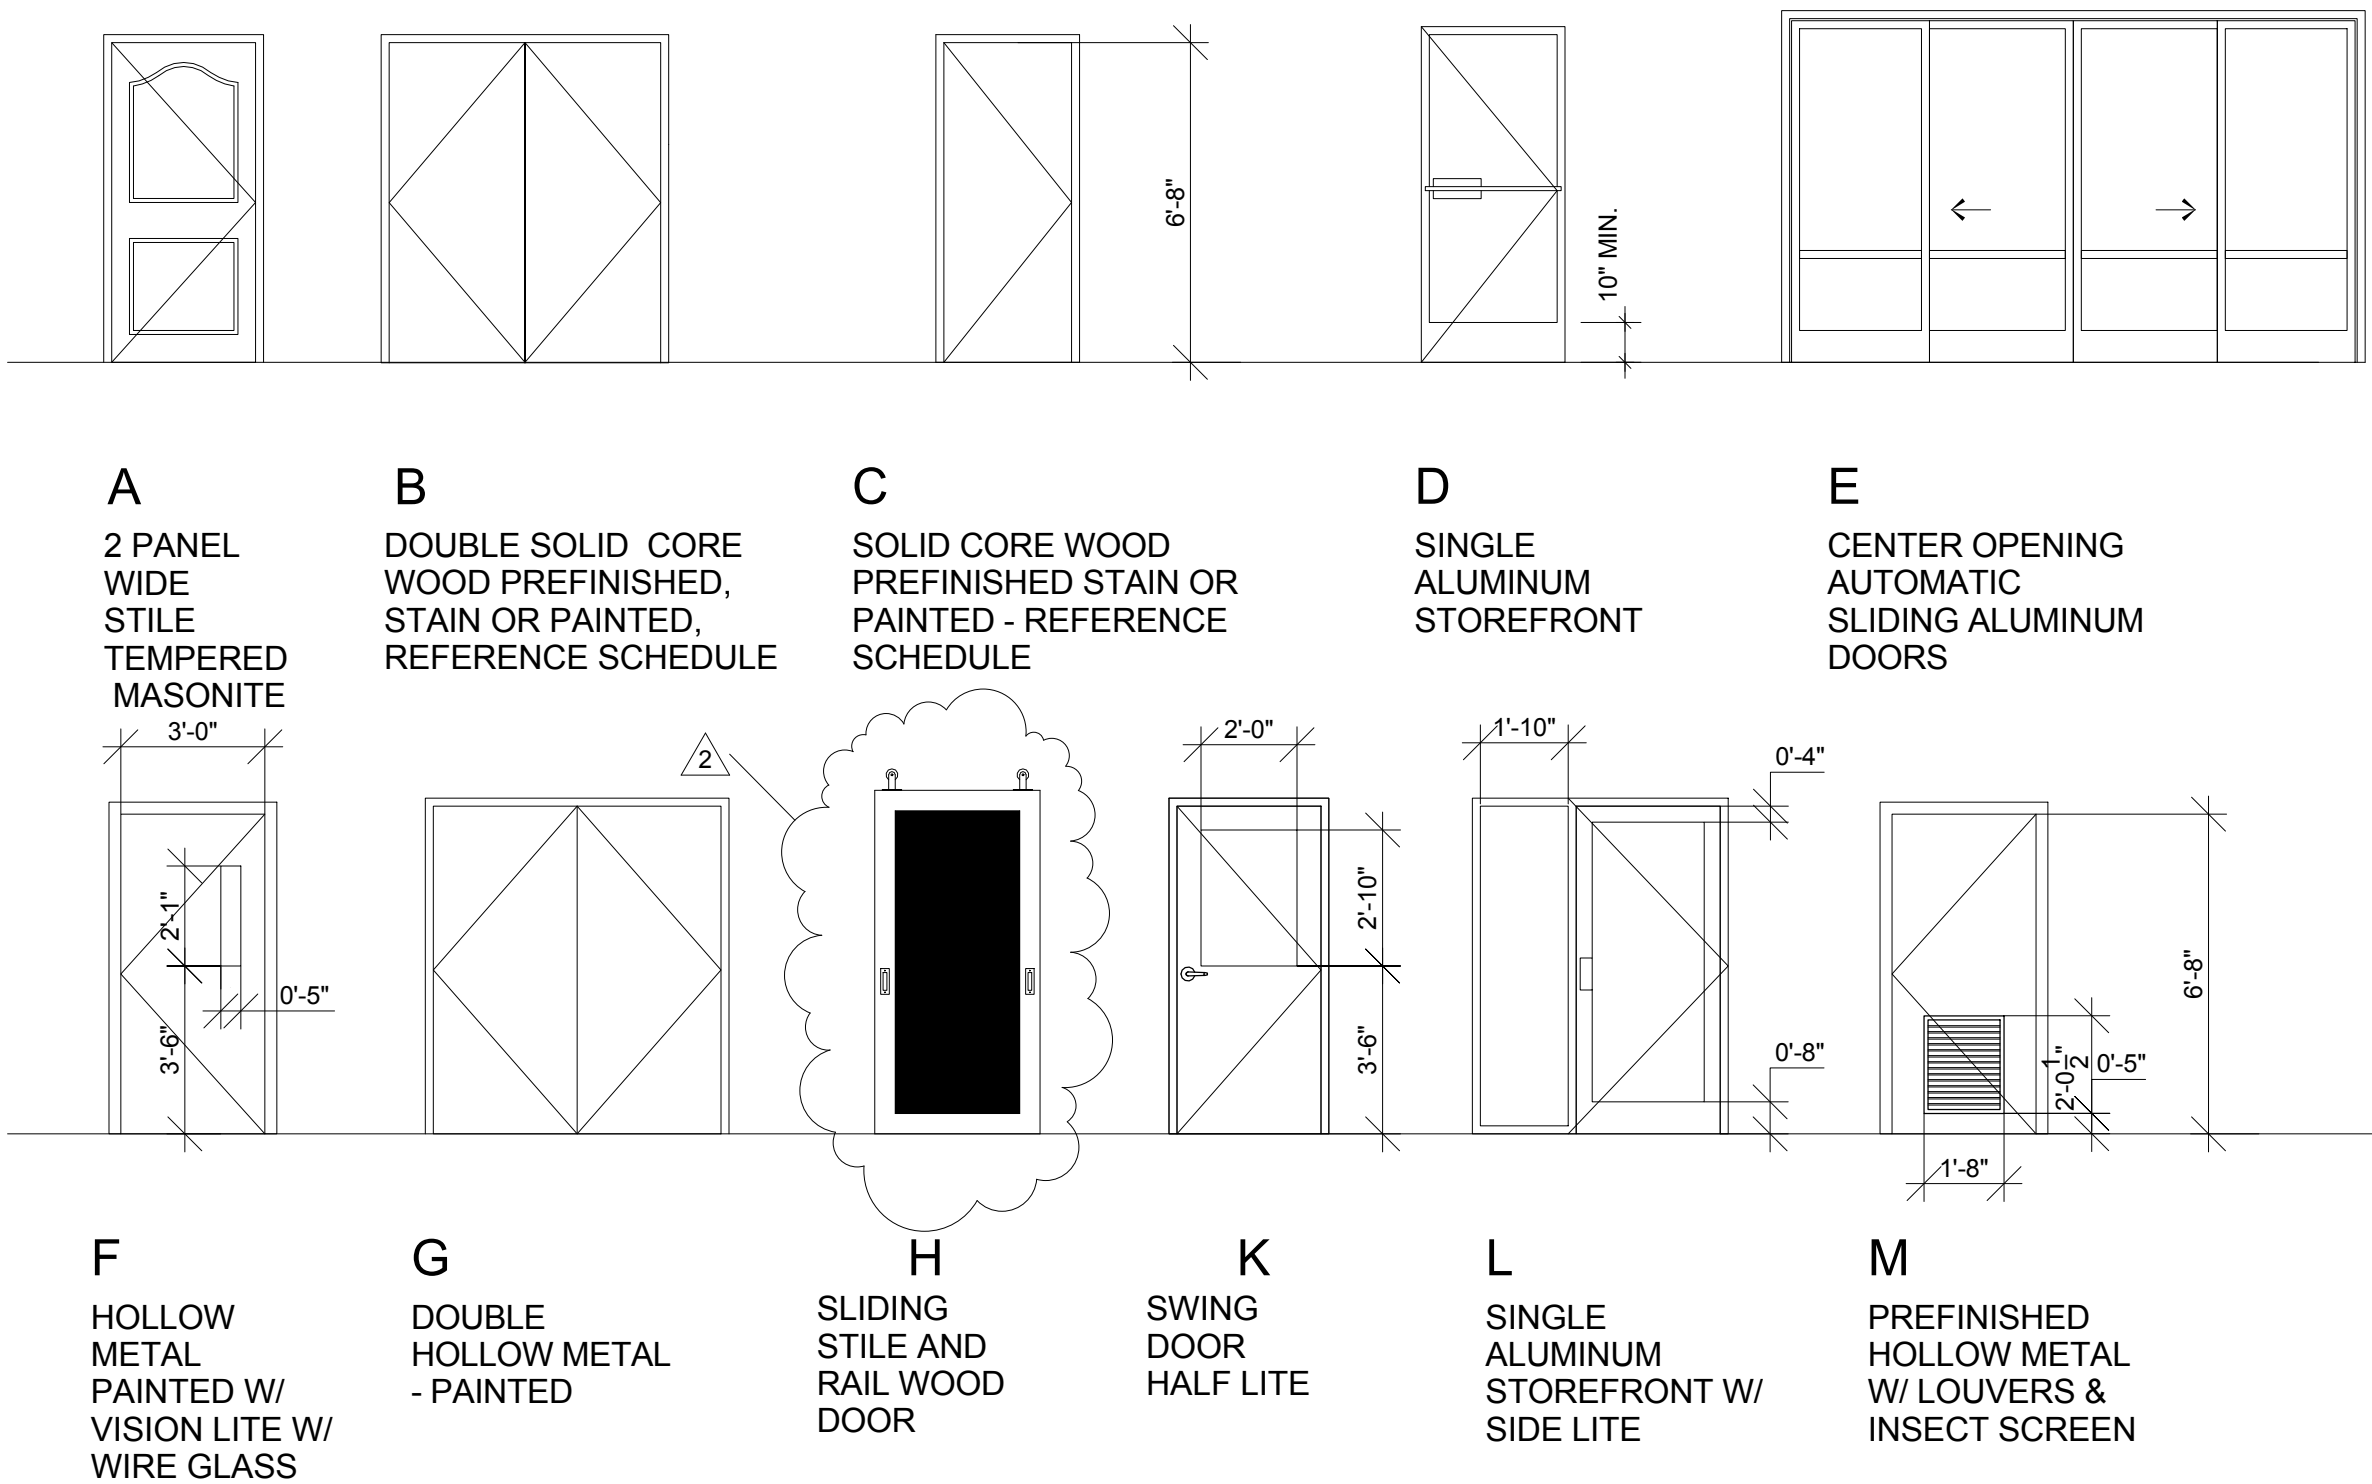 6'-8"
10" MIN.
A
2 PANEL
WIDE
STILE
TEMPERED
MASONITE
B
DOUBLE SOLID CORE
WOOD PREFINISHED,
STAIN OR PAINTED,
REFERENCE SCHEDULE
C
SOLID CORE WOOD
PREFINISHED STAIN OR
PAINTED - REFERENCE
SCHEDULE
D
SINGLE
ALUMINUM
STOREFRONT
E
CENTER OPENING
AUTOMATIC
SLIDING ALUMINUM
DOORS
3'-0"
2'-1"
0'-5"
3'-6"
2
2'-0"
2'-10"
3'-6"
1'-10"
0'-4"
0'-8"
6'-8"
2'-0 1/2"
0'-5"
1'-8"
F
HOLLOW
METAL
PAINTED W/
VISION LITE W/
WIRE GLASS
G
DOUBLE
HOLLOW METAL
- PAINTED
H
SLIDING
STILE AND
RAIL WOOD
DOOR
K
SWING
DOOR
HALF LITE
L
SINGLE
ALUMINUM
STOREFRONT W/
SIDE LITE
M
PREFINISHED
HOLLOW METAL
W/ LOUVERS &
INSECT SCREEN